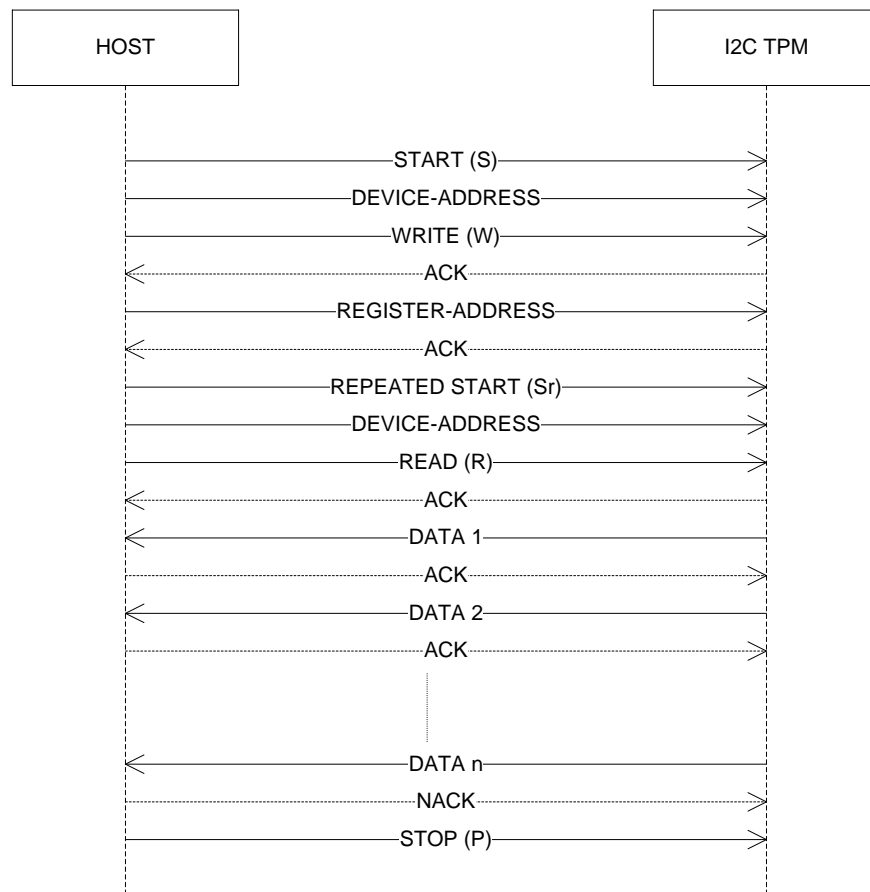 HOST
I2C TPM
START (S)
DEVICE-ADDRESS
WRITE (W)
ACK
REGISTER-ADDRESS
ACK
REPEATED START (Sr)
DEVICE-ADDRESS
READ (R)
ACK
DATA 1
ACK
DATA 2
ACK
DATA n
NACK
STOP (P)